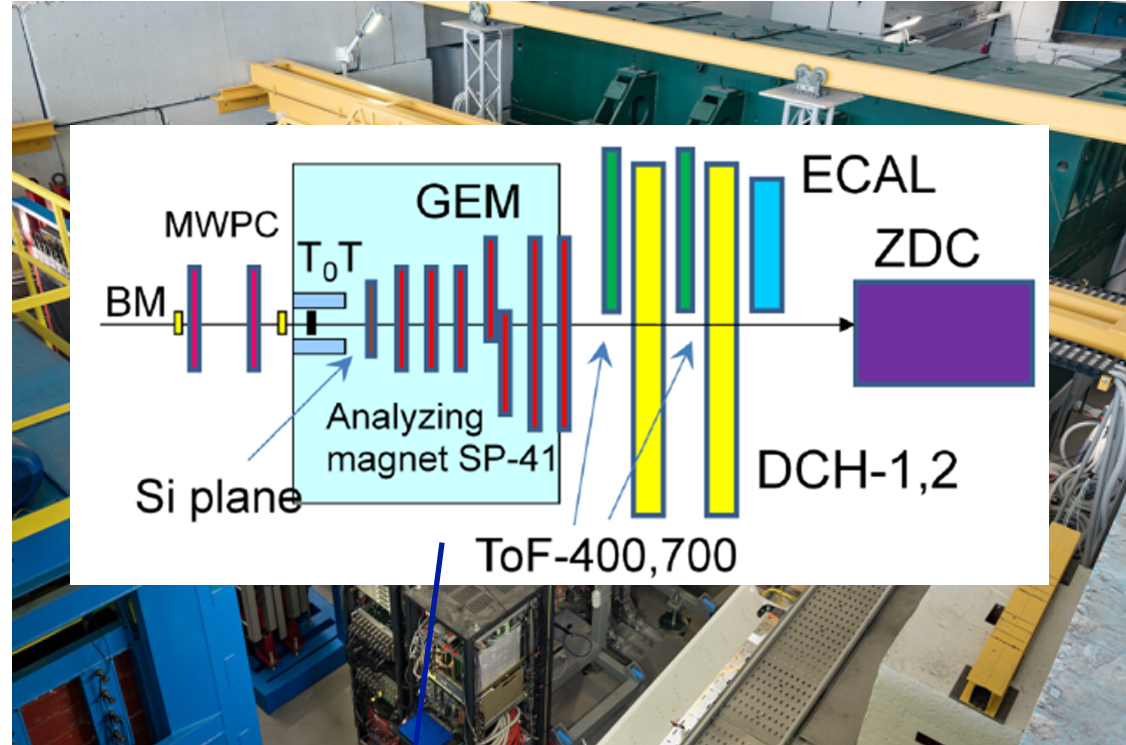 GEM
ECAL
MWPC
T0T
ZDC
BM
Analyzing
magnet SP-41
Si plane
DCH-1,2
ToF-400,700